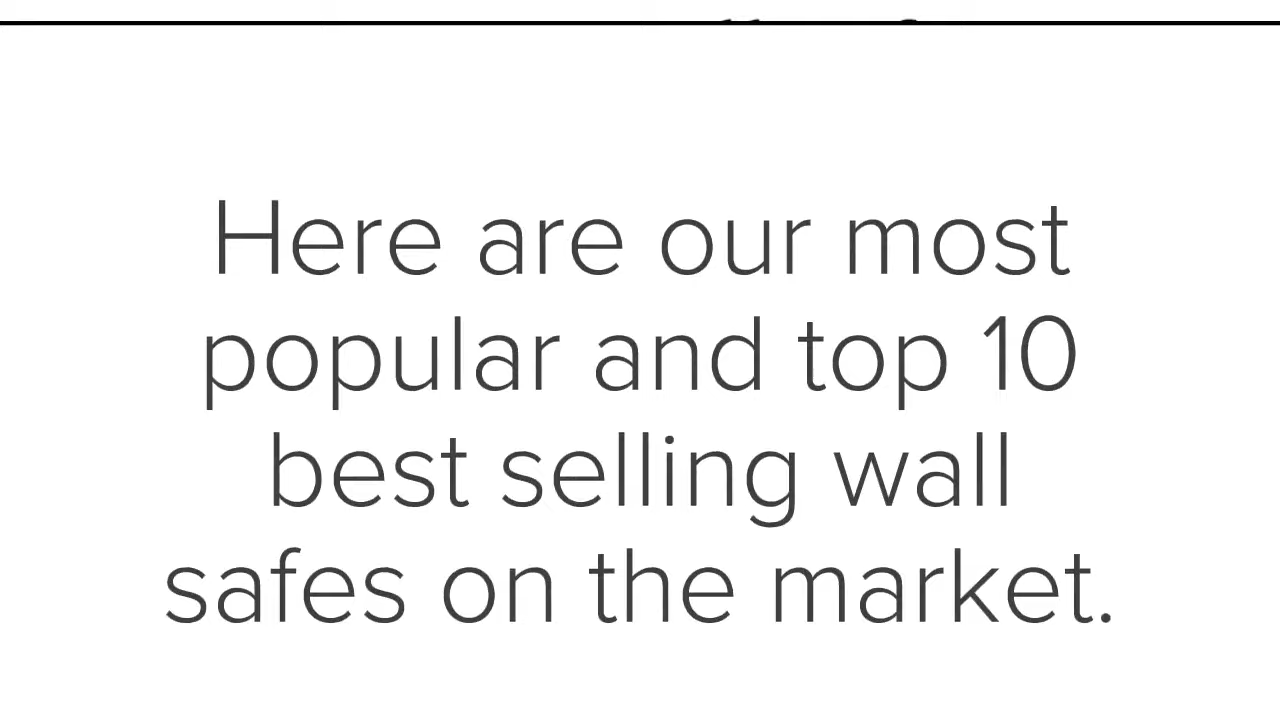 Here are our most
popular and top 10
best selling wall
safes on the market.